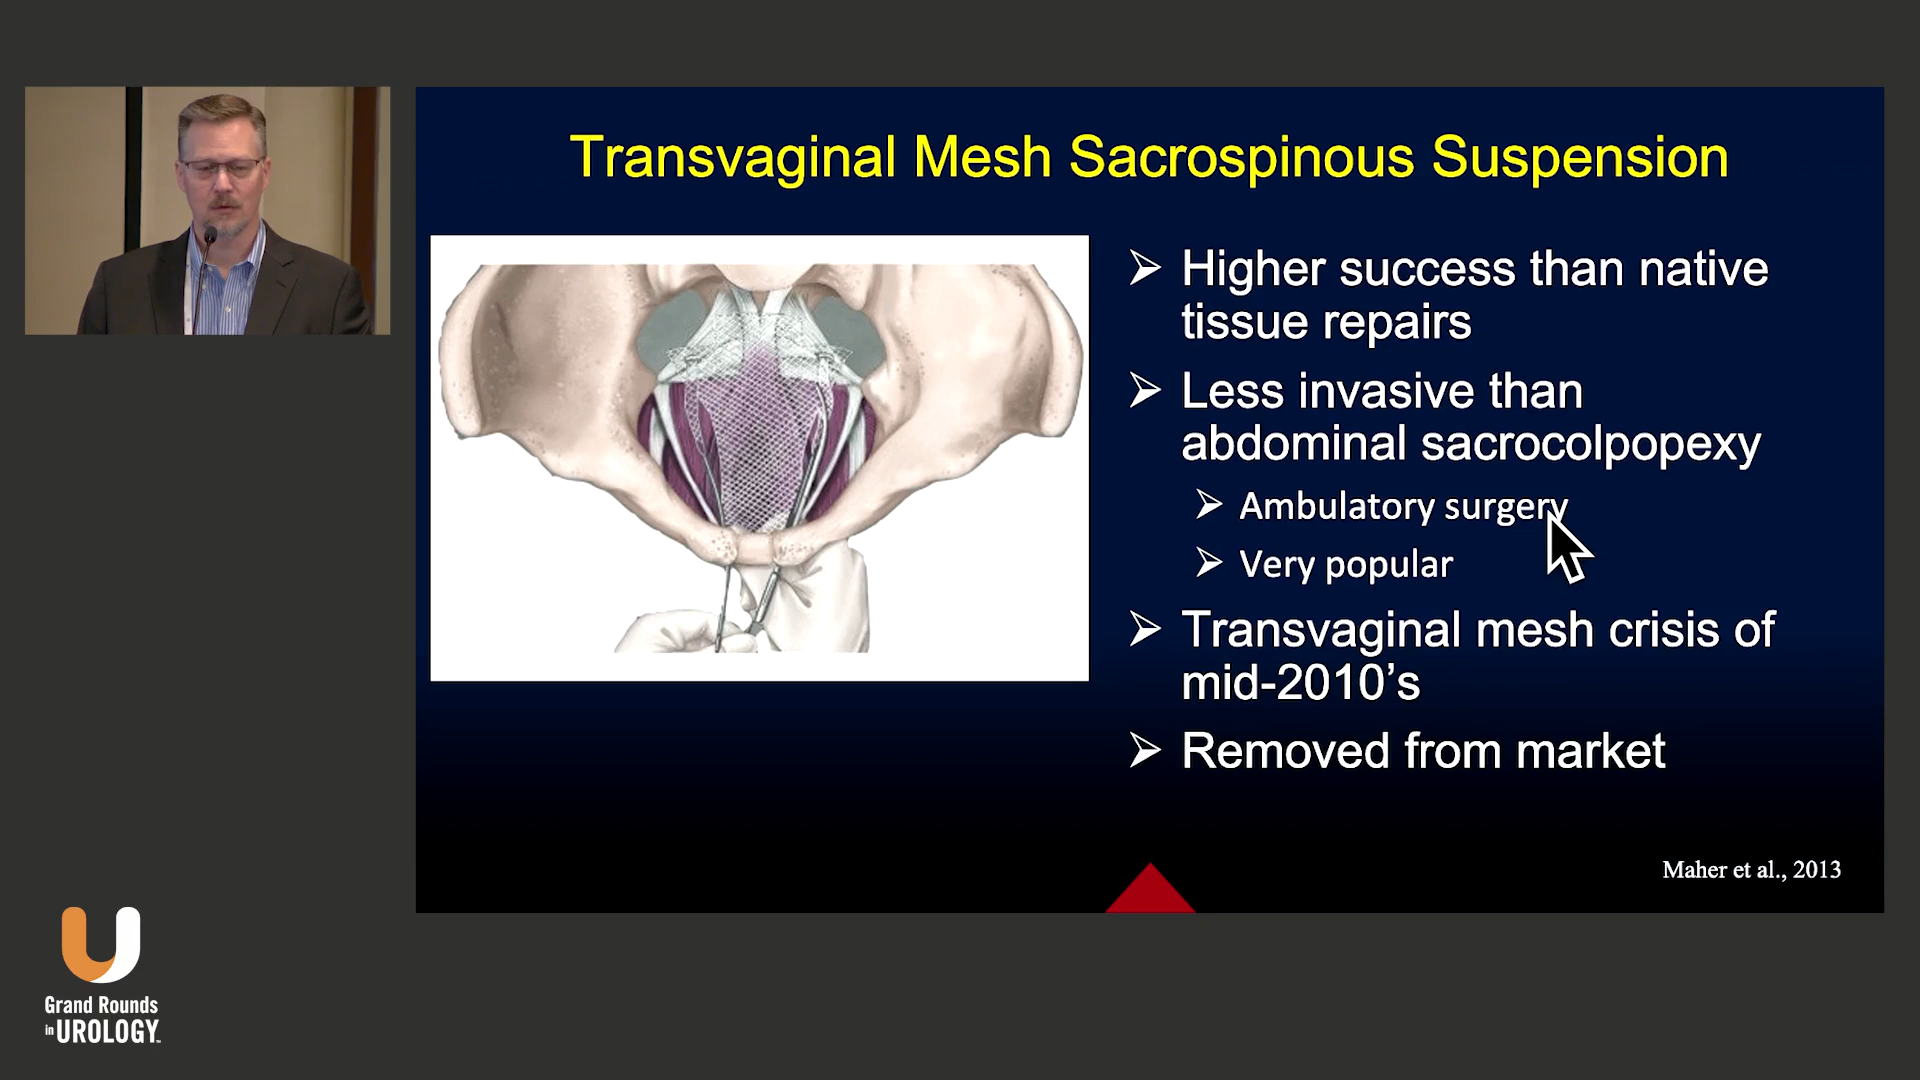 Transvaginal Mesh Sacrospinous Suspension
Higher success than native
tissue repairs
Less invasive than
abdominal sacrocolpopexy
Ambulatory surgery
Very popular
Transvaginal mesh crisis of
mid-2010’s
Removed from market
Maher et al., 2013
Grand Rounds
in UROLOGY™